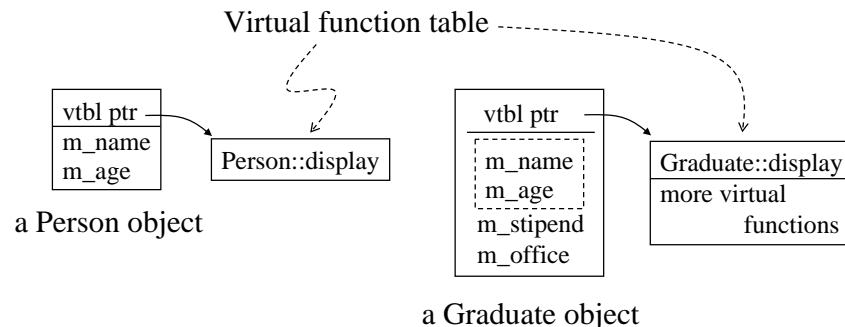 Virtual function table
vtbl ptr
m_name
m_age
Person::display
a Person object
vtbl ptr
m_name
m_age
m_stipend
m_office
Graduate::display
more virtual
functions
a Graduate object